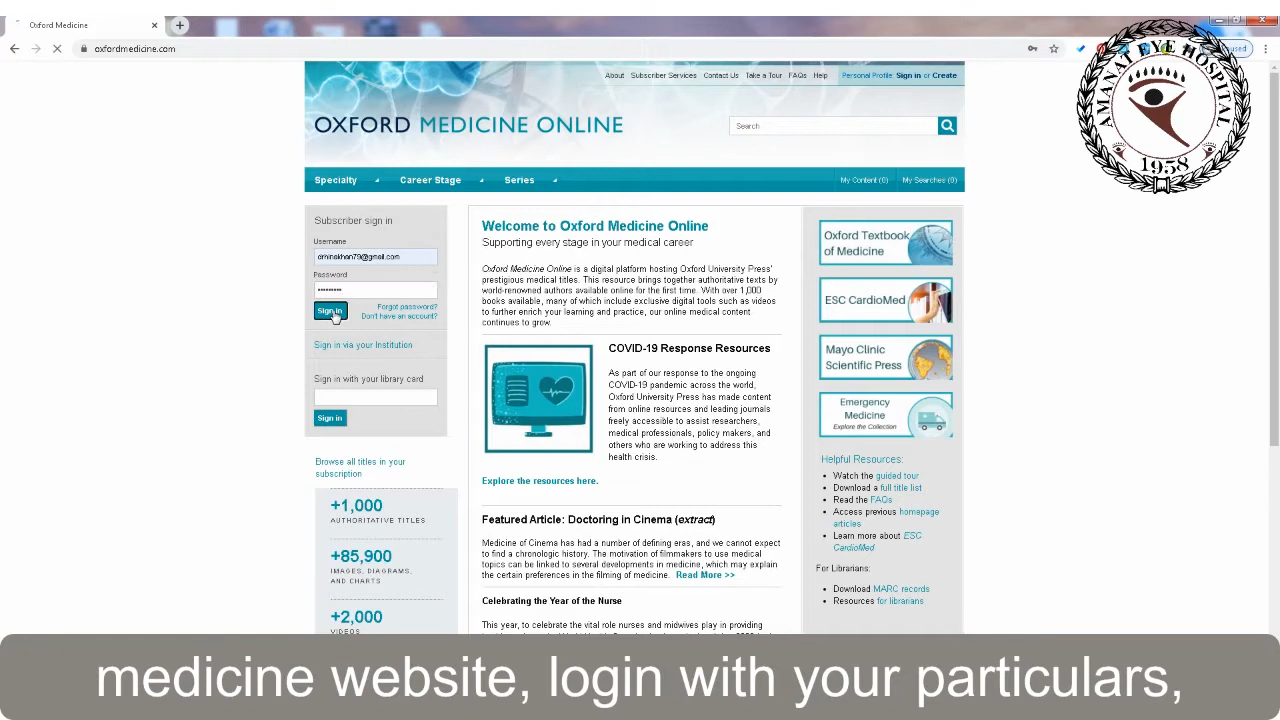 Oxford Medicine
oxfordmedicine.com
AMANAT EYE HOSPITAL
1958
About Subscriber Services Contact Us Take a Tour FAQs Help Personal Profile: Sign in or Create
OXFORD MEDICINE ONLINE
Search
Specialty Career Stage Series My Content (0) My Searches (0)
Subscriber sign in
Username
Password
Sign in
Forgot password?
Don't have an account?
Sign in via your Institution
Sign in with your library card
Sign in
Browse all titles in your
subscription
+1,000
AUTHORITATIVE TITLES
+85,900
IMAGES, DIAGRAMS,
AND CHARTS
+2,000
VIDEOS
Welcome to Oxford Medicine Online
Supporting every stage in your medical career
Oxford Medicine Online is a digital platform hosting Oxford University Press'
prestigious medical titles. This resource brings together authoritative texts by
world-renowned authors available online for the first time. With over 1,000
books available, many of which include exclusive digital tools such as videos
to further enrich your learning and practice, our online medical content
continues to grow.
COVID-19 Response Resources
As part of our response to the ongoing
COVID-19 pandemic across the world,
Oxford University Press has made content
from online resources and leading journals
freely accessible to assist researchers,
medical professionals, policy makers, and
others who are working to address this
health crisis.
Explore the resources here.
Featured Article: Doctoring in Cinema (extract)
Medicine of Cinema has had a number of defining eras, and we cannot expect
to find a chronologic history. The motivation of filmmakers to use medical
topics can be linked to several developments in medicine, which may explain
the certain preferences in the filming of medicine. Read More >>
Celebrating the Year of the Nurse
This year, to celebrate the vital role nurses and midwives play in providing
Oxford Textbook
of Medicine
ESC CardioMed
Mayo Clinic
Scientific Press
Emergency
Medicine
Explore the Collection
Helpful Resources:
Watch the guided tour
Download a full title list
Read the FAQs
Access previous homepage
articles
Learn more about ESC
CardioMed
For Librarians:
Download MARC records
Resources for librarians
medicine website, login with your particulars,